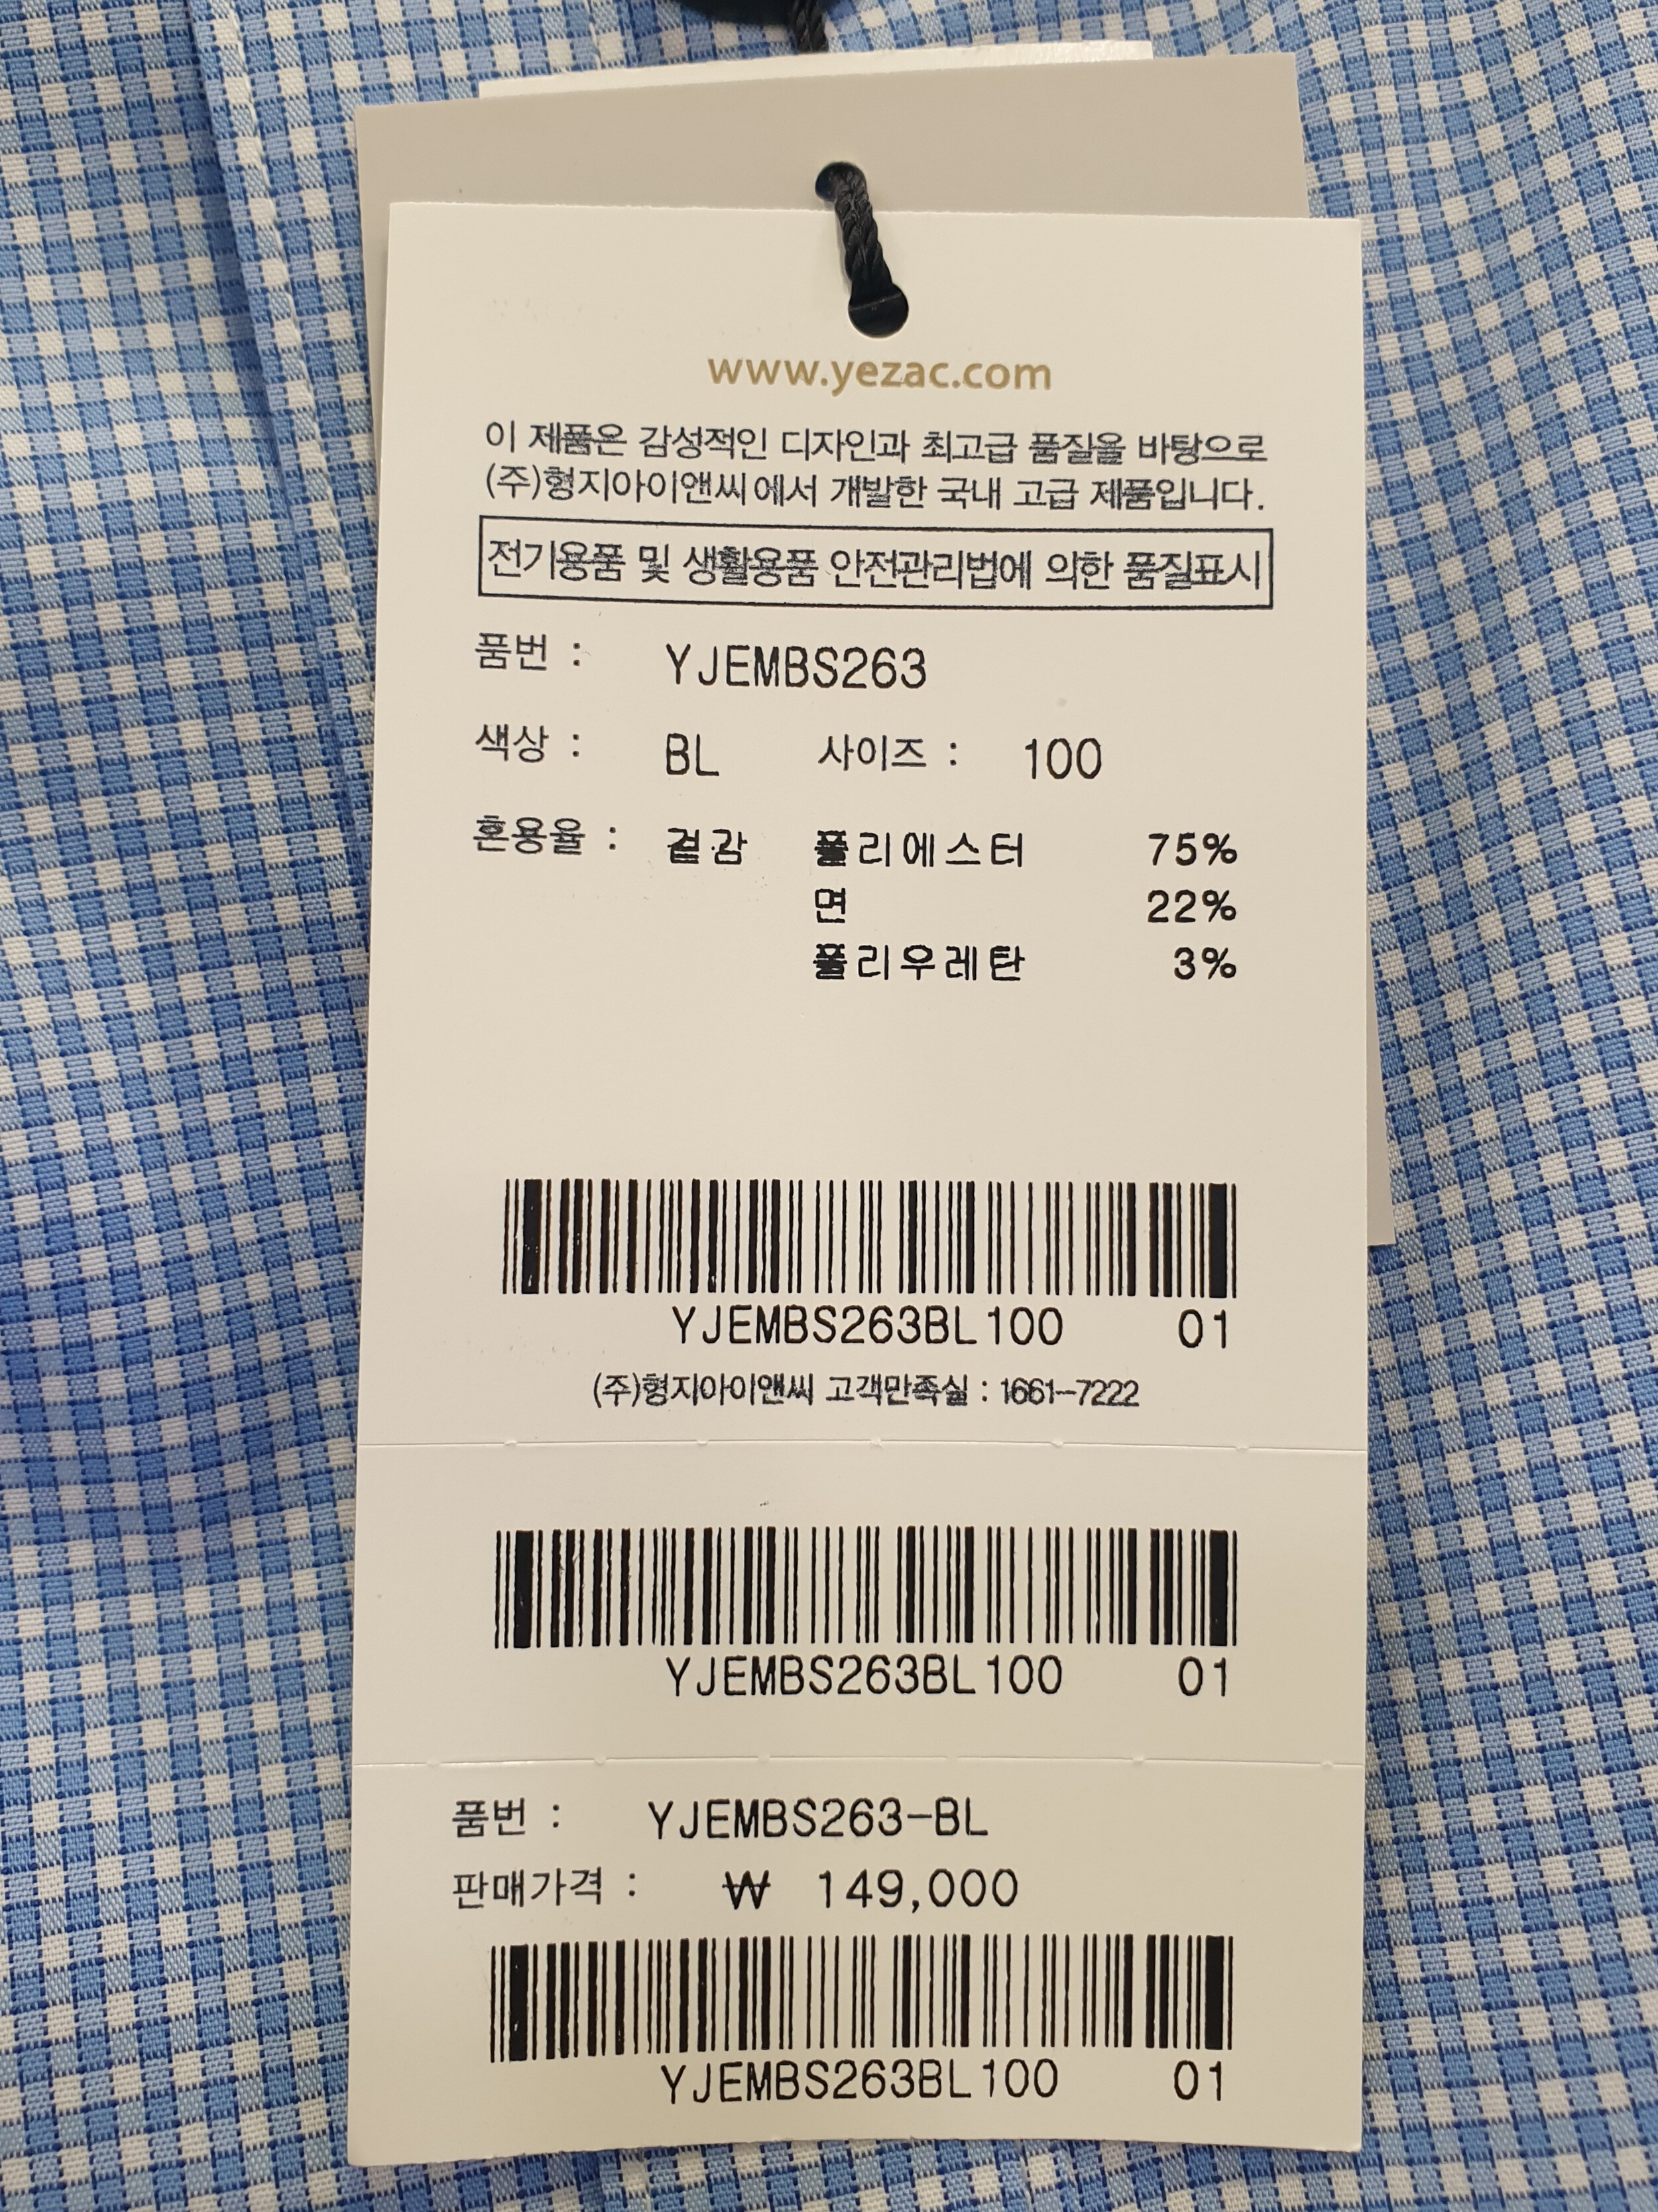 www.yezac.com
이 제품은 감성적인 디자인과 최고급 품질을 바탕으로
(주)형지아이앤씨에서 개발한 국내 고급 제품입니다.
전기용품 및 생활용품 안전관리법에 의한 품질표시
품번 : YJEMBS263
색상 : BL 사이즈 : 100
혼용율 : 겉감 폴리에스터 75%
면 22%
폴리우레탄 3%
YJEMBS263BL100 01
(주)형지아이앤씨 고객만족실 : 1661-7222
YJEMBS263BL100 01
품번 : YJEMBS263-BL
판매가격 : ₩ 149,000
YJEMBS263BL100 01